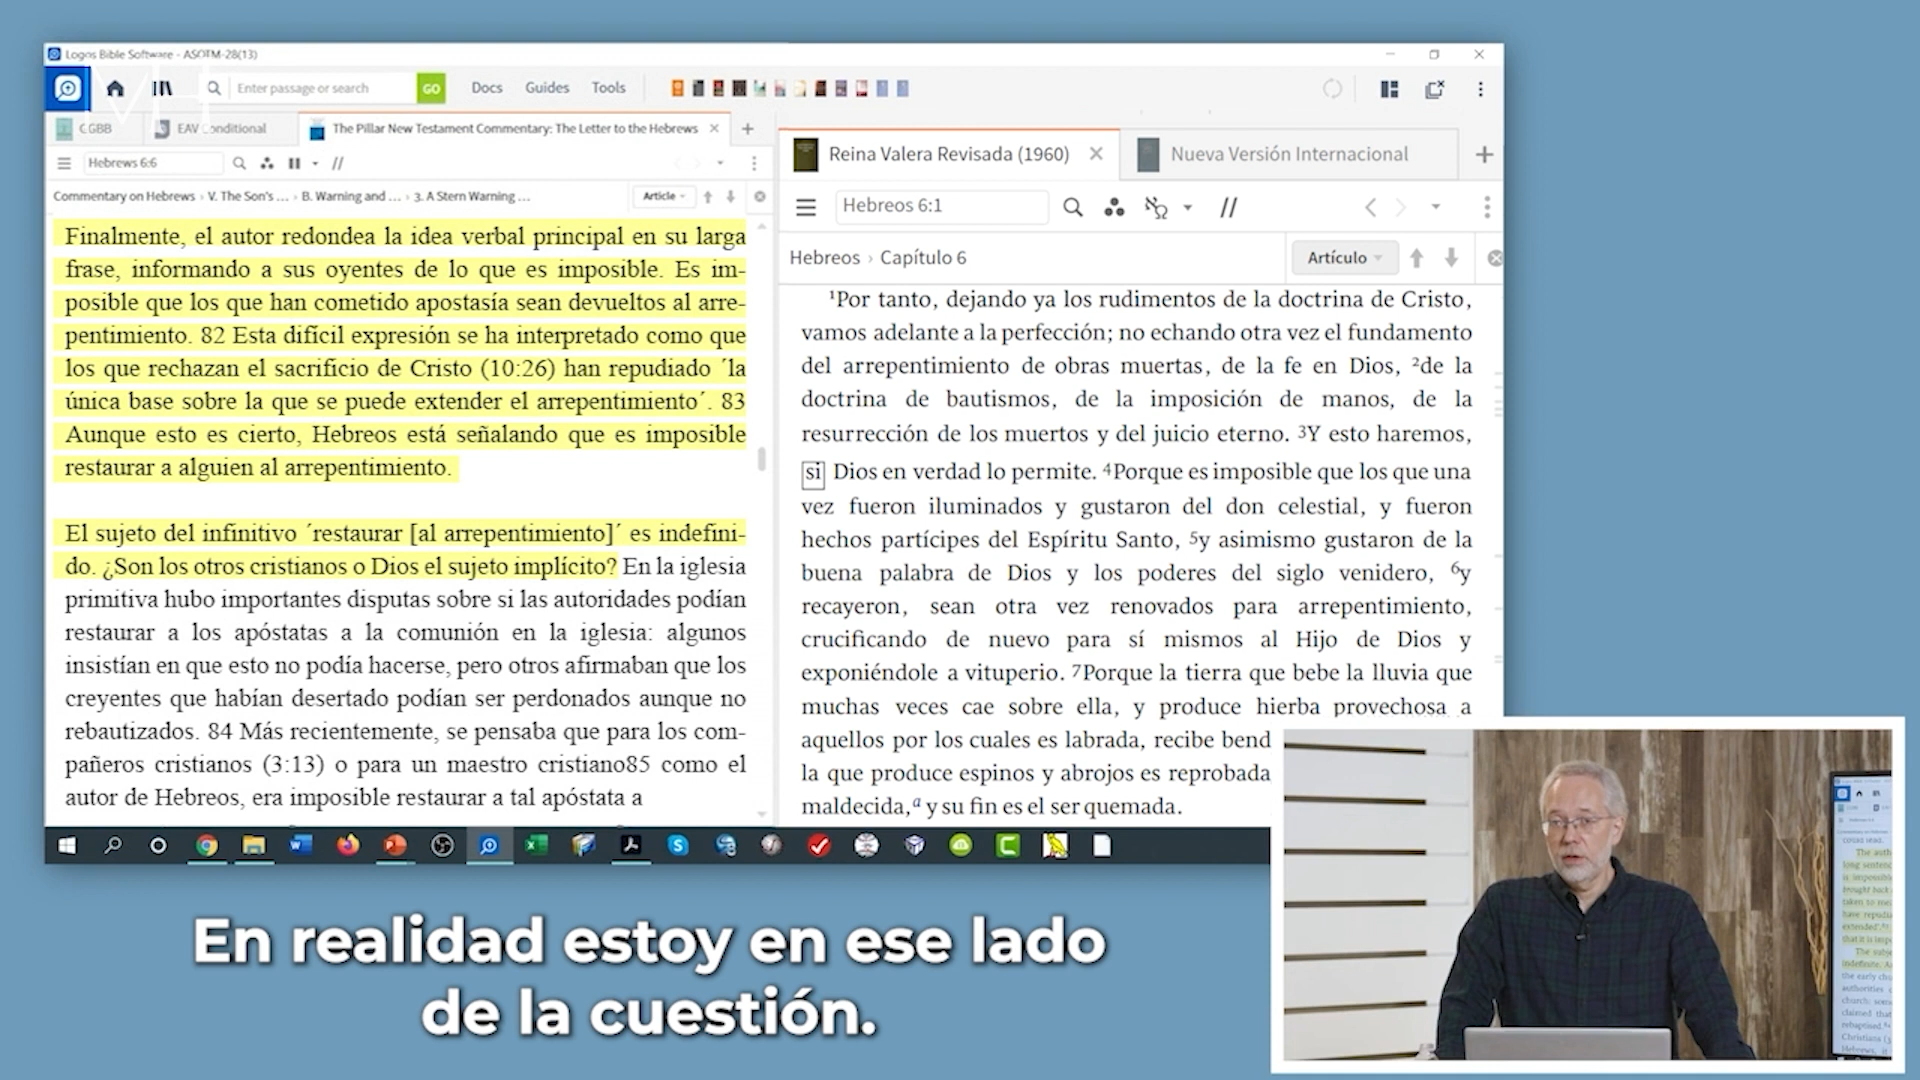 Logos Bible Software - ASOTM-28(13)
Enter passage or search
GO
Docs
Guides
Tools
CGBB
EAV Conditional
The Pillar New Testament Commentary: The Letter to the Hebrews
Hebrews 6:6
Commentary on Hebrews › V. The Son's ... › B. Warning and ... › 3. A Stern Warning ...
Article
Finalmente, el autor redondea la idea verbal principal en su larga
frase, informando a sus oyentes de lo que es imposible. Es im-
posible que los que han cometido apostasía sean devueltos al arre-
pentimiento. 82 Esta difícil expresión se ha interpretado como que
los que rechazan el sacrificio de Cristo (10:26) han repudiado ´la
única base sobre la que se puede extender el arrepentimiento´. 83
Aunque esto es cierto, Hebreos está señalando que es imposible
restaurar a alguien al arrepentimiento.
El sujeto del infinitivo ´restaurar [al arrepentimiento]´ es indefini-
do. ¿Son los otros cristianos o Dios el sujeto implícito? En la iglesia
primitiva hubo importantes disputas sobre si las autoridades podían
restaurar a los apóstatas a la comunión en la iglesia: algunos
insistían en que esto no podía hacerse, pero otros afirmaban que los
creyentes que habían desertado podían ser perdonados aunque no
rebautizados. 84 Más recientemente, se pensaba que para los com-
pañeros cristianos (3:13) o para un maestro cristiano85 como el
autor de Hebreos, era imposible restaurar a tal apóstata a
Reina Valera Revisada (1960)
Nueva Versión Internacional
Hebreos 6:1
Hebreos › Capítulo 6
Artículo
¹Por tanto, dejando ya los rudimentos de la doctrina de Cristo,
vamos adelante a la perfección; no echando otra vez el fundamento
del arrepentimiento de obras muertas, de la fe en Dios, ²de la
doctrina de bautismos, de la imposición de manos, de la
resurrección de los muertos y del juicio eterno. ³Y esto haremos,
si Dios en verdad lo permite. ⁴Porque es imposible que los que una
vez fueron iluminados y gustaron del don celestial, y fueron
hechos partícipes del Espíritu Santo, ⁵y asimismo gustaron de la
buena palabra de Dios y los poderes del siglo venidero, ⁶y
recayeron, sean otra vez renovados para arrepentimiento,
crucificando de nuevo para sí mismos al Hijo de Dios y
exponiéndole a vituperio. ⁷Porque la tierra que bebe la lluvia que
muchas veces cae sobre ella, y produce hierba provechosa a
aquellos por los cuales es labrada, recibe bend
la que produce espinos y abrojos es reprobada
maldecida,ᵃ y su fin es el ser quemada.
En realidad estoy en ese lado
de la cuestión.